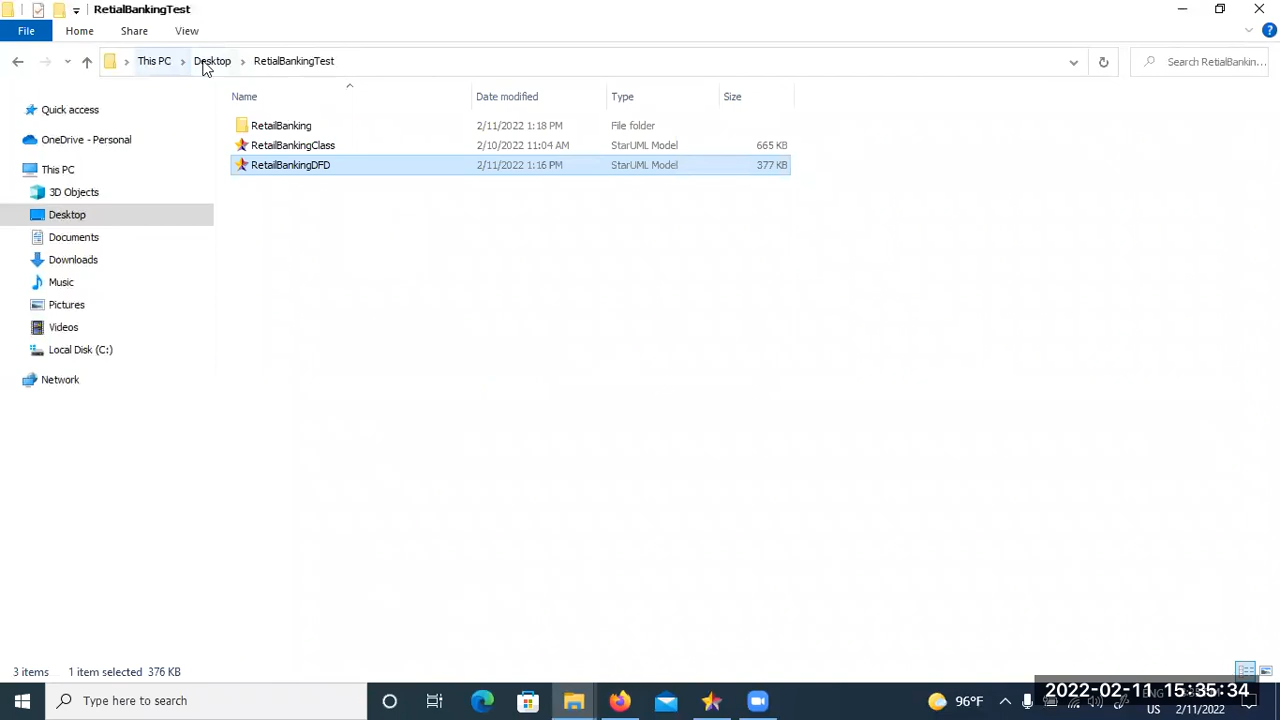 RetialBankingTest
File Home Share View
This PC Desktop RetialBankingTest Search RetialBankin...
Name Date modified Type Size
Quick access
OneDrive - Personal
This PC
3D Objects
Desktop
Documents
Downloads
Music
Pictures
Videos
Local Disk (C:)
Network
RetailBanking 2/11/2022 1:18 PM File folder
RetailBankingClass 2/10/2022 11:04 AM StarUML Model 665 KB
RetailBankingDFD 2/11/2022 1:16 PM StarUML Model 377 KB
3 items 1 item selected 376 KB
Type here to search
96°F
2022-02-11 15:35:34
ENG
US 2/11/2022